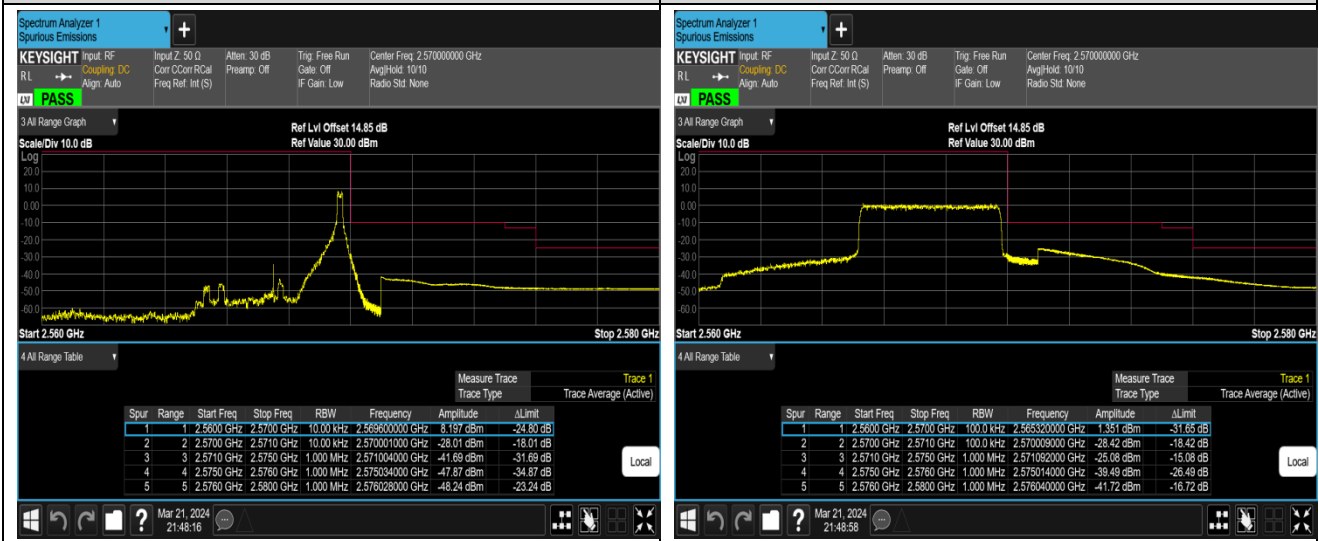 Spectrum Analyzer 1
Spurious Emissions
+
KEYSIGHT Input: RF Input Z: 50 Ω Atten: 30 dB Trig: Free Run Center Freq: 2.570000000 GHz
RL Coupling: DC Corr CCorr RCal Preamp: Off Gate: Off Avg|Hold: 10/10
Align: Auto Freq Ref: Int (S) IF Gain: Low Radio Std: None
LXI PASS
3 All Range Graph
Ref Lvl Offset 14.85 dB
Scale/Div 10.0 dB Ref Value 30.00 dBm
Log
20.0
10.0
0.00
-10.0
-20.0
-30.0
-40.0
-50.0
-60.0
Start 2.560 GHz Stop 2.580 GHz
4 All Range Table
Measure Trace Trace 1
Trace Type Trace Average (Active)
Spur Range Start Freq Stop Freq RBW Frequency Amplitude ΔLimit
1 1 2.5600 GHz 2.5700 GHz 10.00 kHz 2.569600000 GHz 8.197 dBm -24.80 dB
2 2 2.5700 GHz 2.5710 GHz 10.00 kHz 2.570001000 GHz -28.01 dBm -18.01 dB
3 3 2.5710 GHz 2.5750 GHz 1.000 MHz 2.571004000 GHz -41.69 dBm -31.69 dB
4 4 2.5750 GHz 2.5760 GHz 1.000 MHz 2.575034000 GHz -47.87 dBm -34.87 dB
5 5 2.5760 GHz 2.5800 GHz 1.000 MHz 2.576028000 GHz -48.24 dBm -23.24 dB
Local
? Mar 21, 2024
21:48:16
Spectrum Analyzer 1
Spurious Emissions
+
KEYSIGHT Input: RF Input Z: 50 Ω Atten: 30 dB Trig: Free Run Center Freq: 2.570000000 GHz
RL Coupling: DC Corr CCorr RCal Preamp: Off Gate: Off Avg|Hold: 10/10
Align: Auto Freq Ref: Int (S) IF Gain: Low Radio Std: None
LXI PASS
3 All Range Graph
Ref Lvl Offset 14.85 dB
Scale/Div 10.0 dB Ref Value 30.00 dBm
Log
20.0
10.0
0.00
-10.0
-20.0
-30.0
-40.0
-50.0
-60.0
Start 2.560 GHz Stop 2.580 GHz
4 All Range Table
Measure Trace Trace 1
Trace Type Trace Average (Active)
Spur Range Start Freq Stop Freq RBW Frequency Amplitude ΔLimit
1 1 2.5600 GHz 2.5700 GHz 100.0 kHz 2.565320000 GHz 1.351 dBm -31.65 dB
2 2 2.5700 GHz 2.5710 GHz 100.0 kHz 2.570009000 GHz -28.42 dBm -18.42 dB
3 3 2.5710 GHz 2.5750 GHz 1.000 MHz 2.571092000 GHz -25.08 dBm -15.08 dB
4 4 2.5750 GHz 2.5760 GHz 1.000 MHz 2.575014000 GHz -39.49 dBm -26.49 dB
5 5 2.5760 GHz 2.5800 GHz 1.000 MHz 2.576040000 GHz -41.72 dBm -16.72 dB
Local
? Mar 21, 2024
21:48:58